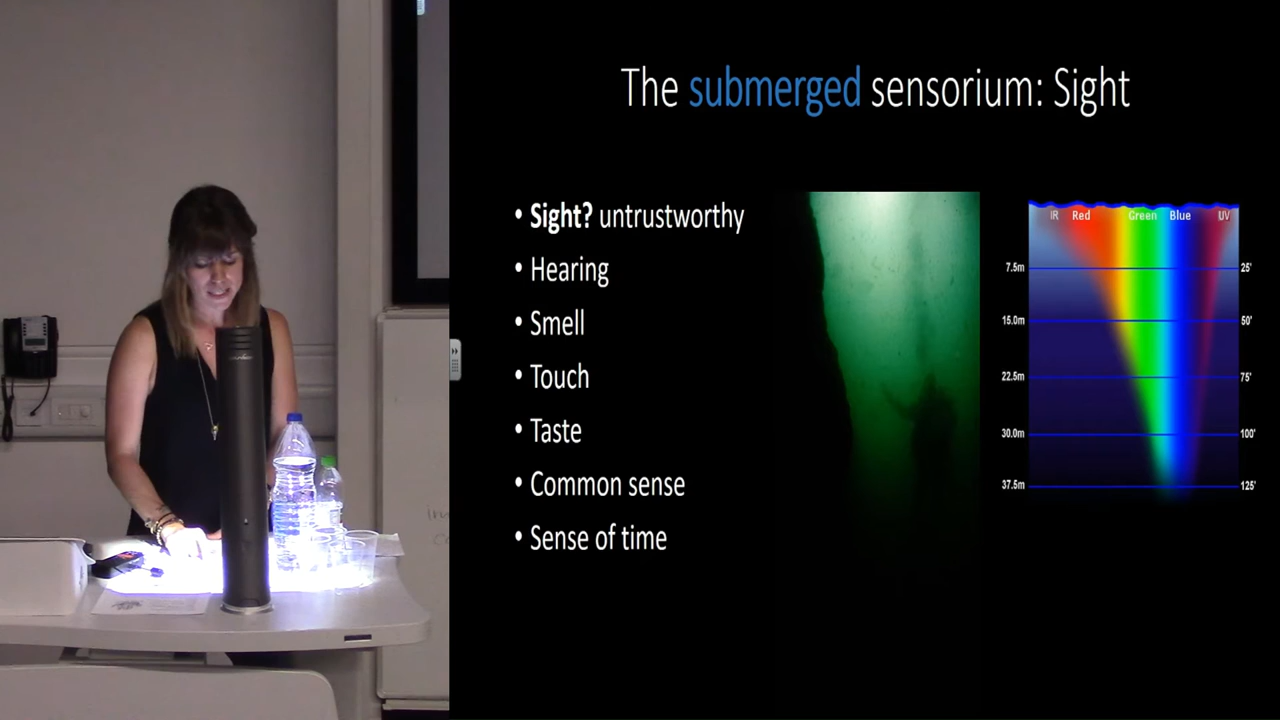 The submerged sensorium: Sight
• Sight? untrustworthy
• Hearing
• Smell
• Touch
• Taste
• Common sense
• Sense of time
IR Red Green Blue UV
7.5m 25'
15.0m 50'
22.5m 75'
30.0m 100'
37.5m 125'